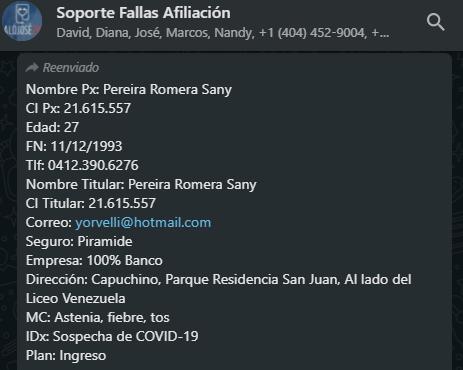 Soporte Fallas Afiliación
David, Diana, José, Marcos, Nandy, +1 (404) 452-9004, +...
Reenviado
Nombre Px: Pereira Romera Sany
CI Px: 21.615.557
Edad: 27
FN: 11/12/1993
Tlf: 0412.390.6276
Nombre Titular: Pereira Romera Sany
CI Titular: 21.615.557
Correo: yorvelli@hotmail.com
Seguro: Piramide
Empresa: 100% Banco
Dirección: Capuchino, Parque Residencia San Juan, Al lado del
Liceo Venezuela
MC: Astenia, fiebre, tos
IDx: Sospecha de COVID-19
Plan: Ingreso